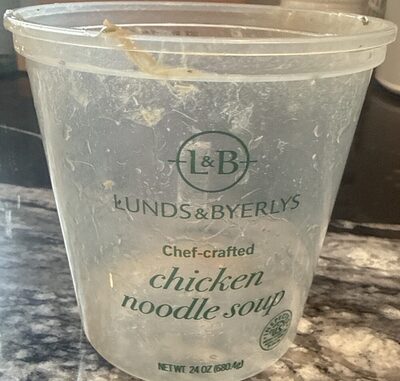 L&B
LUNDS & BYERLYS
Chef-crafted
chicken
noodle soup
NET WT 24 OZ (680.4g)